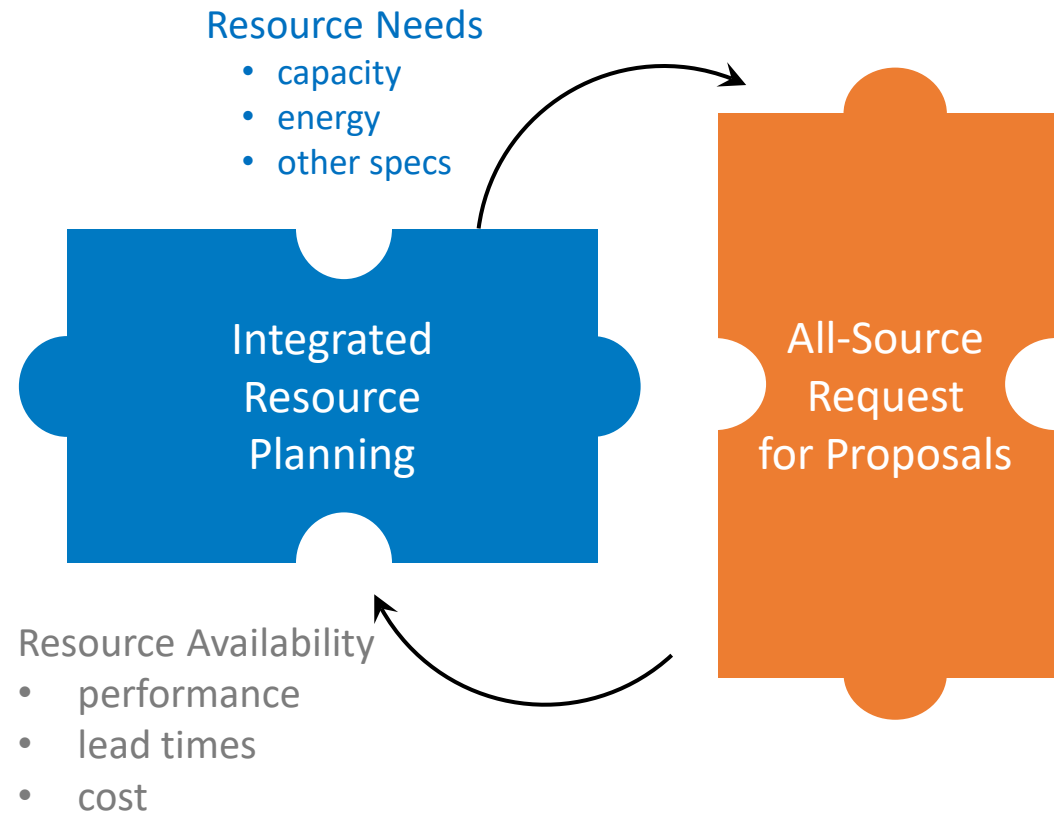 Resource Needs
• capacity
• energy
• other specs
Integrated
Resource
Planning
All-Source
Request
for Proposals
Resource Availability
• performance
• lead times
• cost